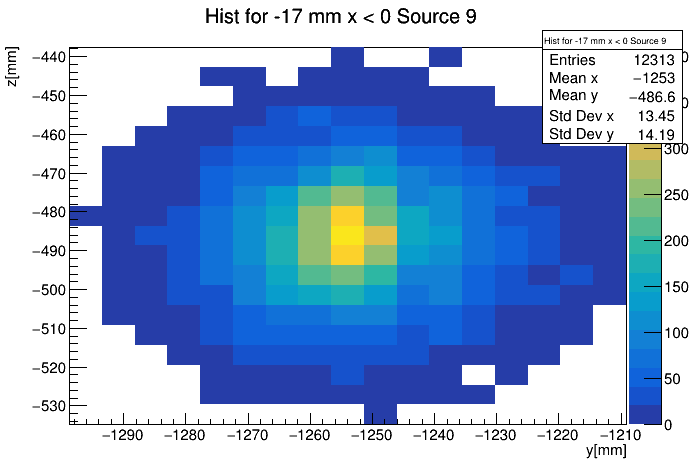 Hist for -17 mm x < 0 Source 9
z[mm]
−440
−450
−460
−470
−480
−490
−500
−510
−520
−530
Hist for -17 mm x < 0 Source 9
Entries 12313
Mean x −1253
Mean y −486.6
Std Dev x 13.45
Std Dev y 14.19
300
250
200
150
100
50
0
−1290 −1280 −1270 −1260 −1250 −1240 −1230 −1220 −1210
y[mm]